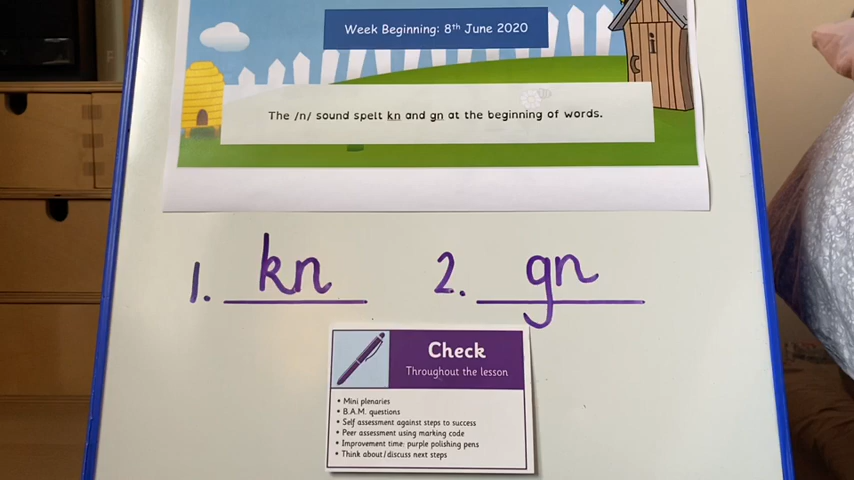 Week Beginning: 8th June 2020
The /n/ sound spelt kn and gn at the beginning of words.
1. kn 2. gn
Check
Throughout the lesson
• Mini plenaries
• B.A.M. questions
• Self assessment against steps to success
• Peer assessment using marking code
• Improvement time: purple polishing pens
• Think about/discuss next steps